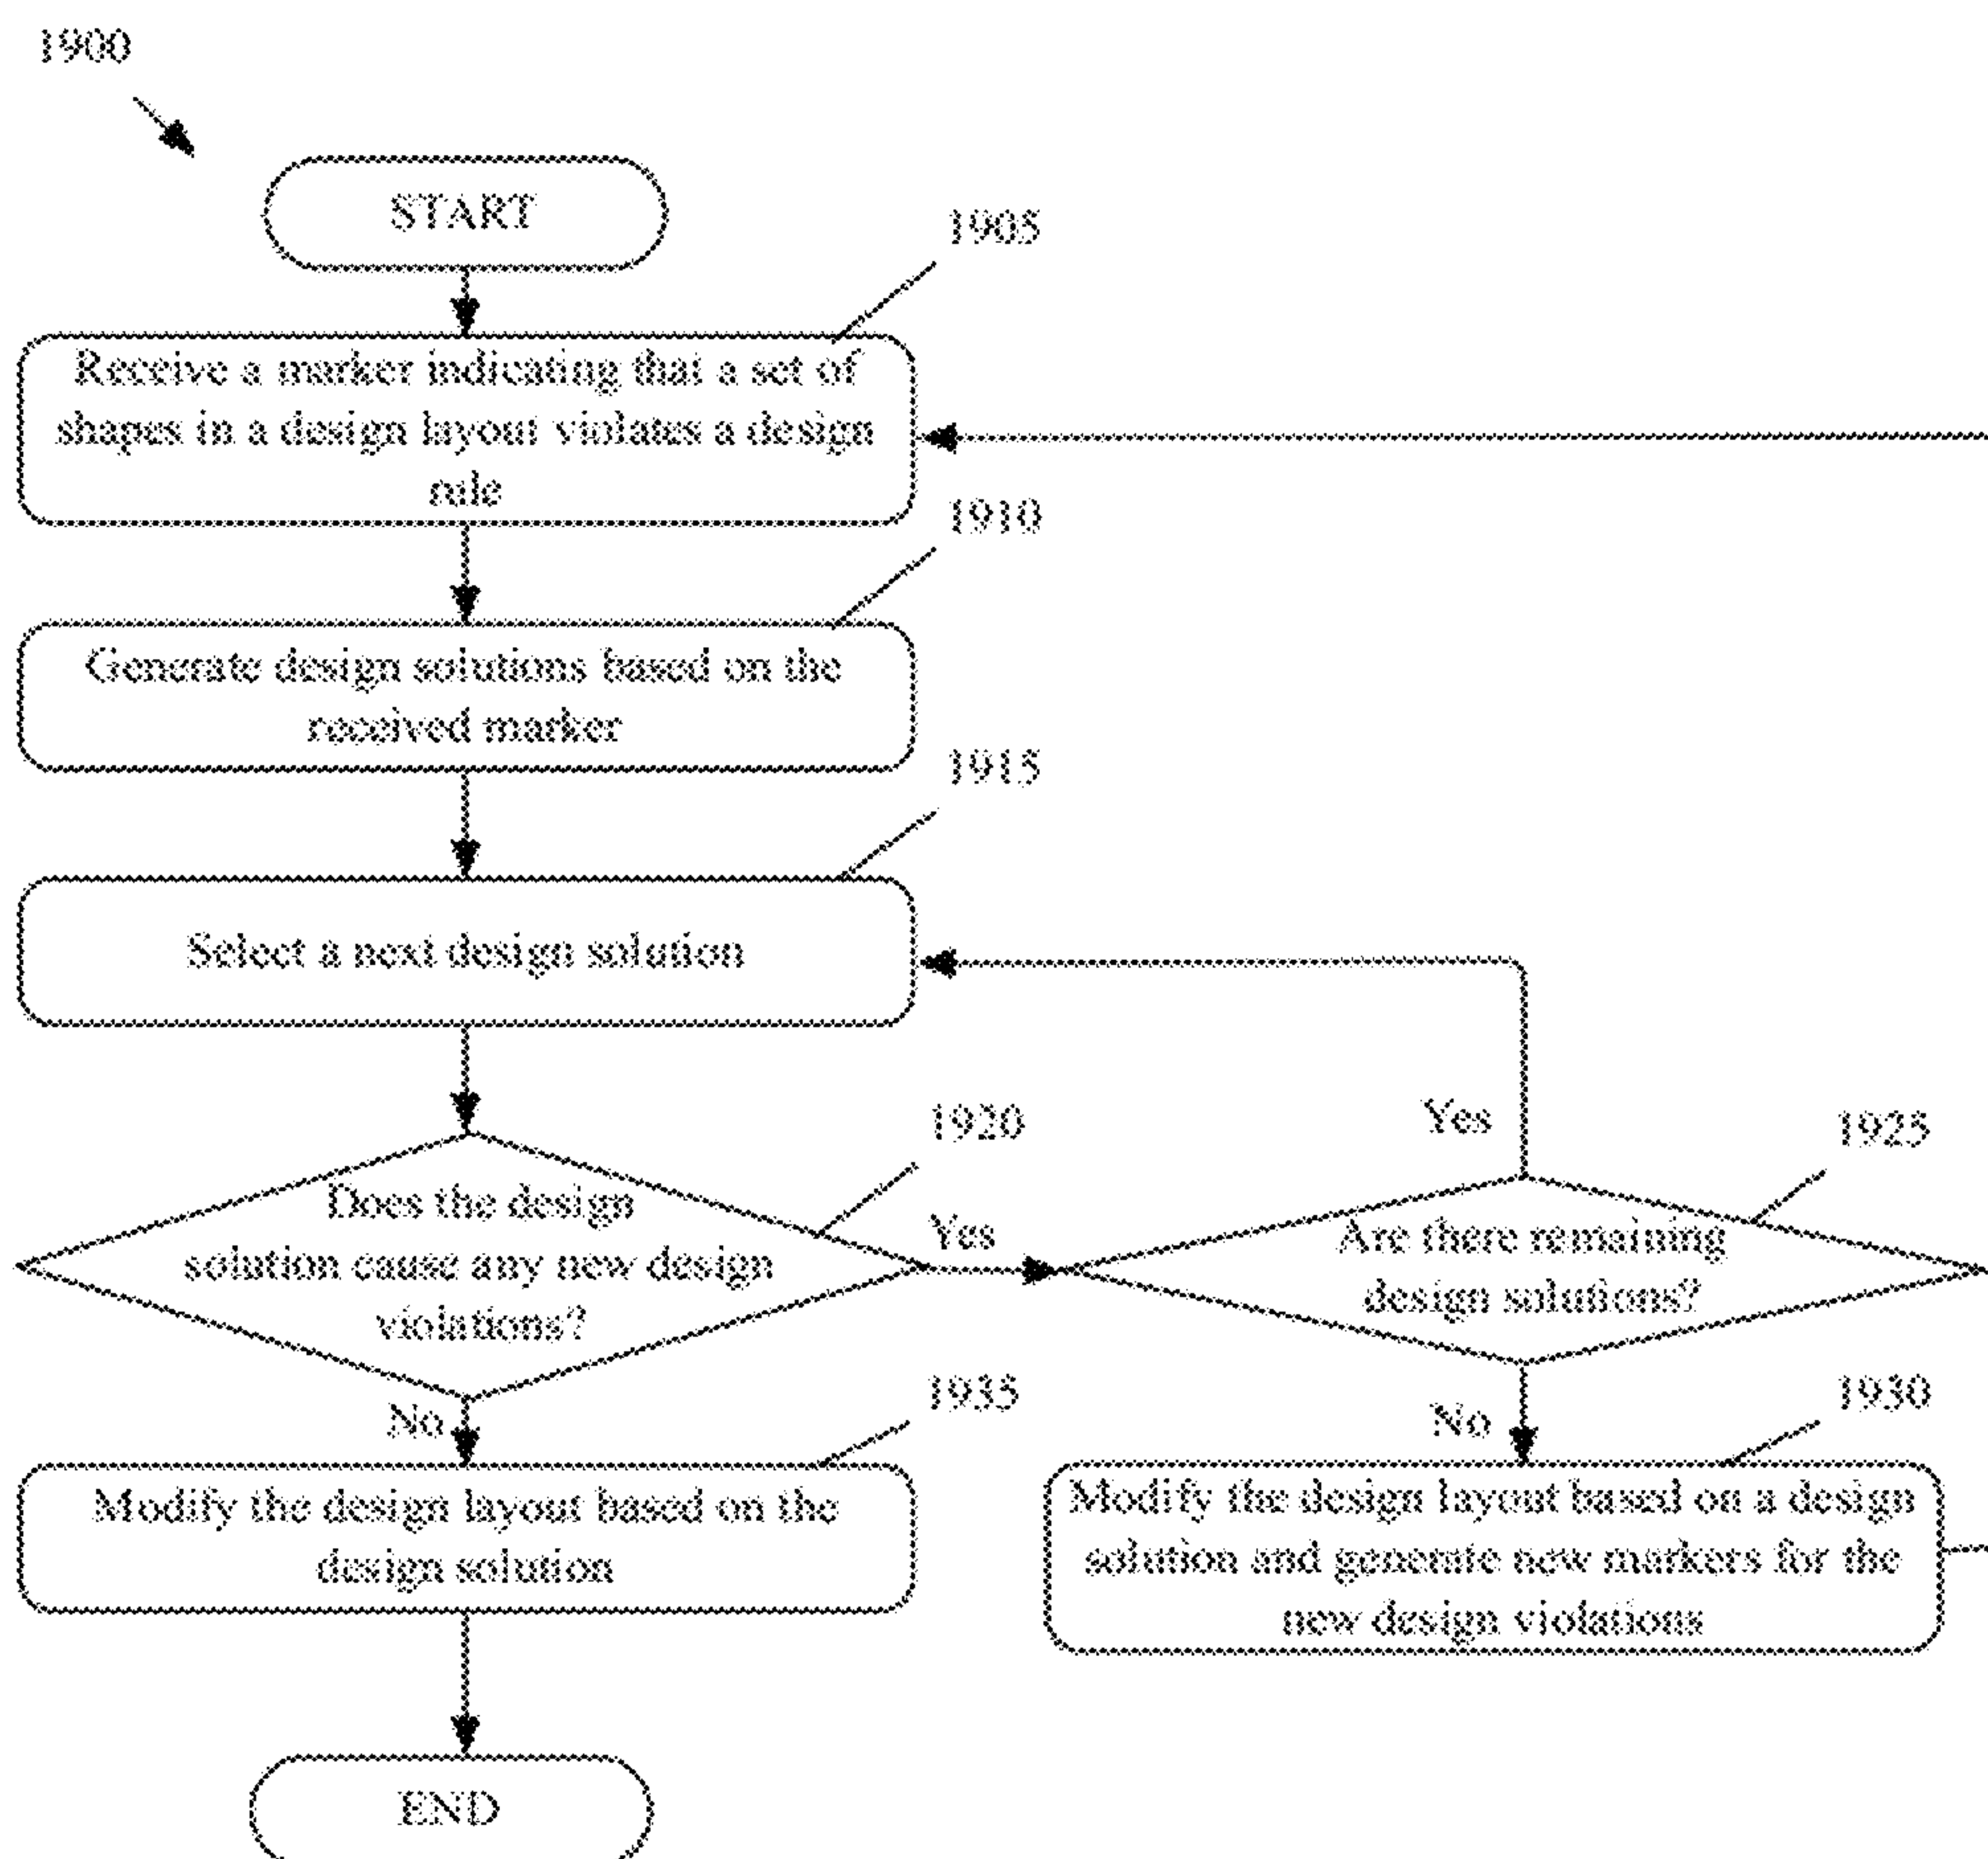 1900
START
1905
Receive a marker indicating that a set of
shapes in a design layout violates a design
rule
1910
Generate design solutions based on the
received marker
1915
Select a next design solution
1920
Does the design
solution cause any new design
violations?
Yes
Yes
1925
Are there remaining
design solutions?
No
1935
Modify the design layout based on the
design solution
No
1930
Modify the design layout based on a design
solution and generate new markers for the
new design violations
END